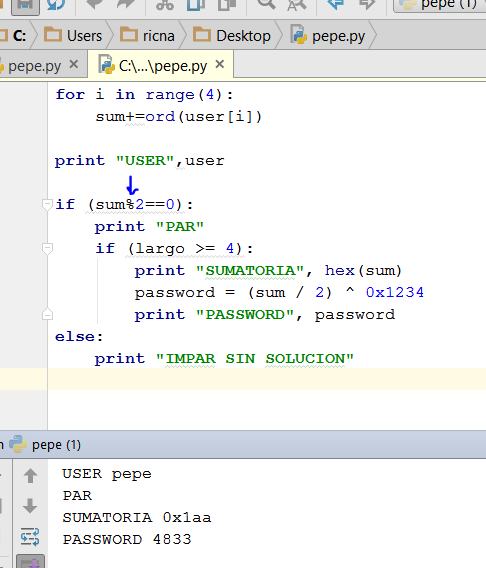 pepe (1)
C: Users ricna Desktop pepe.py
pepe.py C:\...\pepe.py
for i in range(4):
sum+=ord(user[i])
print "USER",user
if (sum%2==0):
print "PAR"
if (largo >= 4):
print "SUMATORIA", hex(sum)
password = (sum / 2) ^ 0x1234
print "PASSWORD", password
else:
print "IMPAR SIN SOLUCION"
pepe (1)
USER pepe
PAR
SUMATORIA 0x1aa
PASSWORD 4833